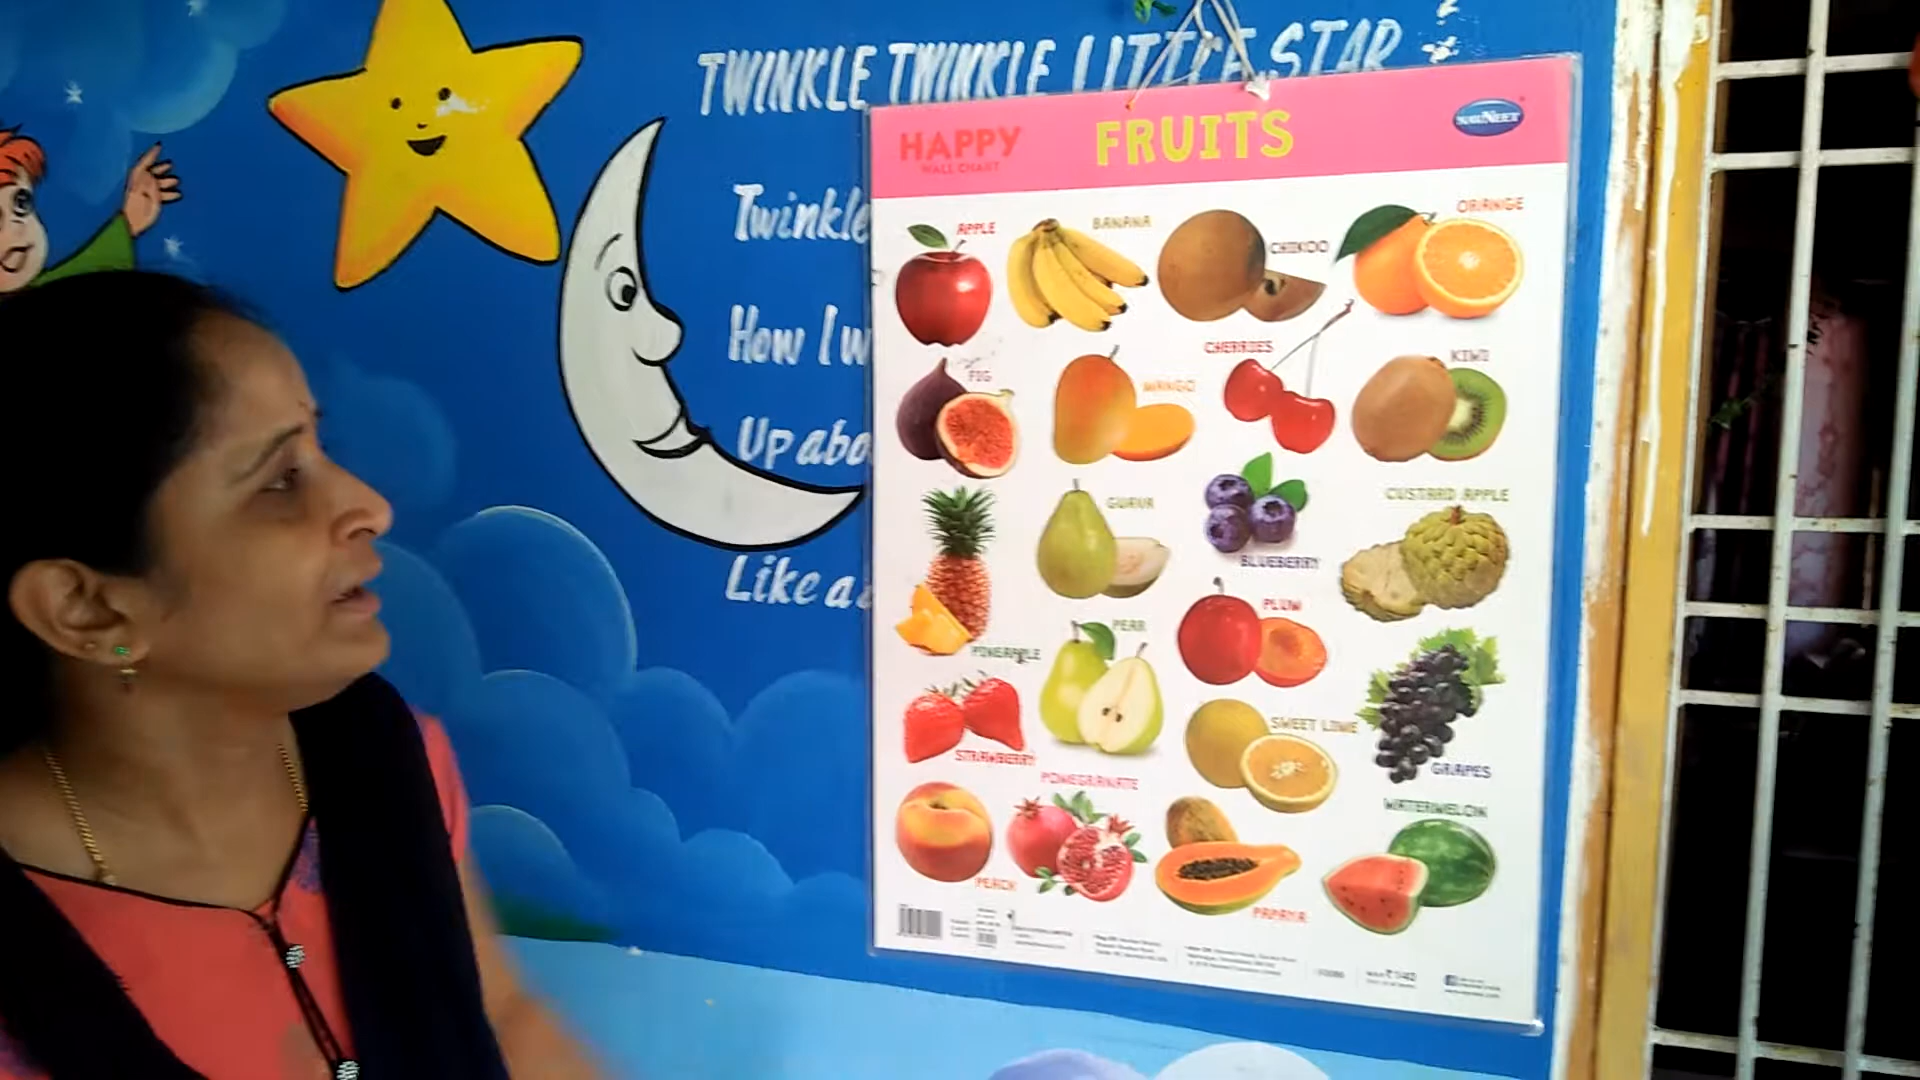 TWINKLE TWINKLE LITTLE STAR
Twinkle
How I w
Up abo
Like a
HAPPY
WALL CHART
FRUITS
NAVNEET
APPLE
BANANA
CHIKOO
ORANGE
FIG
MANGO
CHERRIES
KIWI
PINEAPPLE
GUAVA
BLUEBERRY
CUSTARD APPLE
STRAWBERRY
PEAR
PLUM
SWEET LIME
GRAPES
PEACH
POMEGRANATE
PAPAYA
WATERMELON